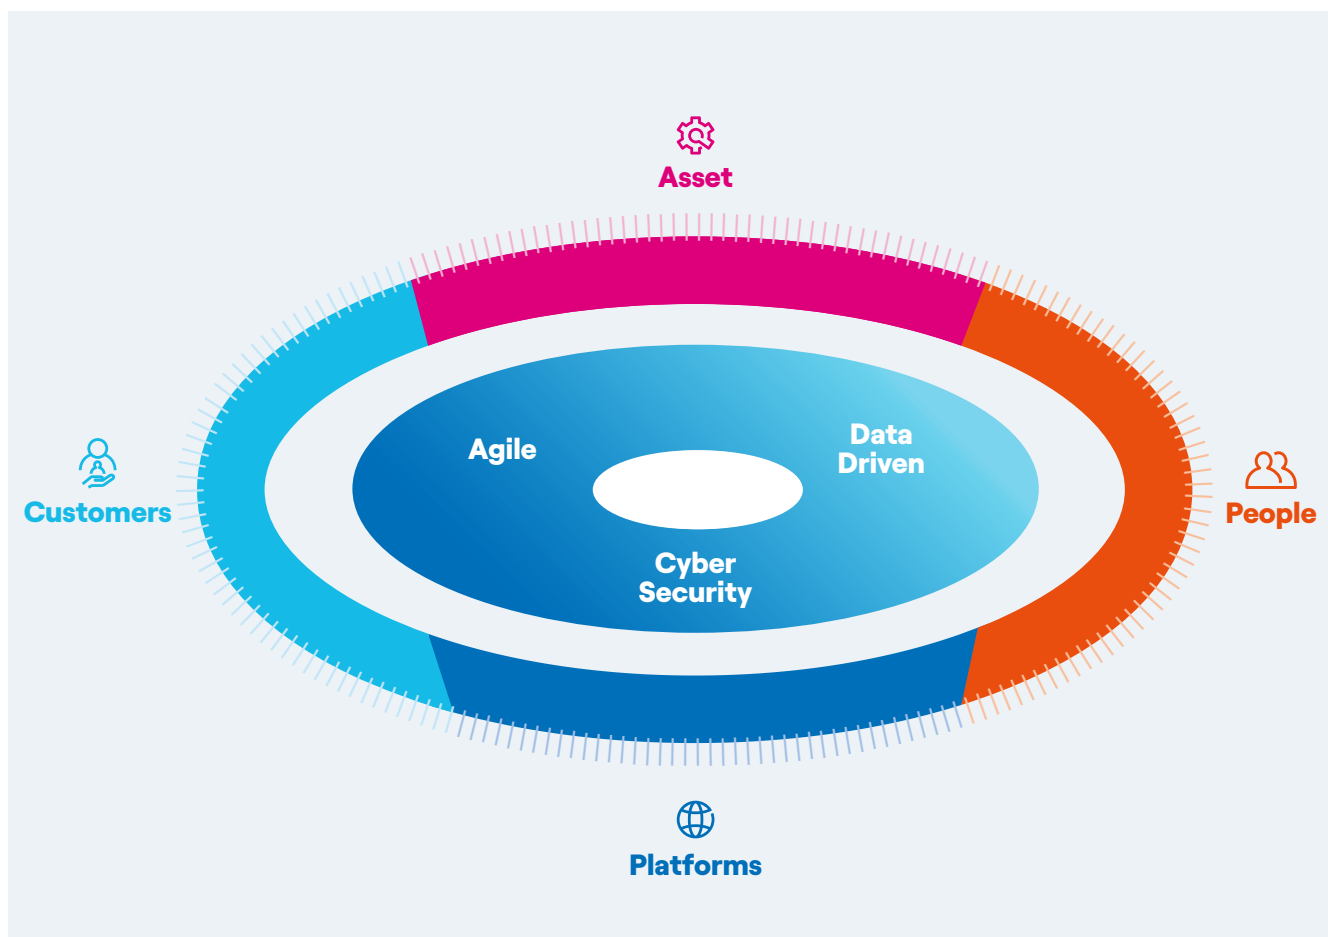 Asset
Agile
Data
Driven
Customers
People
Cyber
Security
Platforms